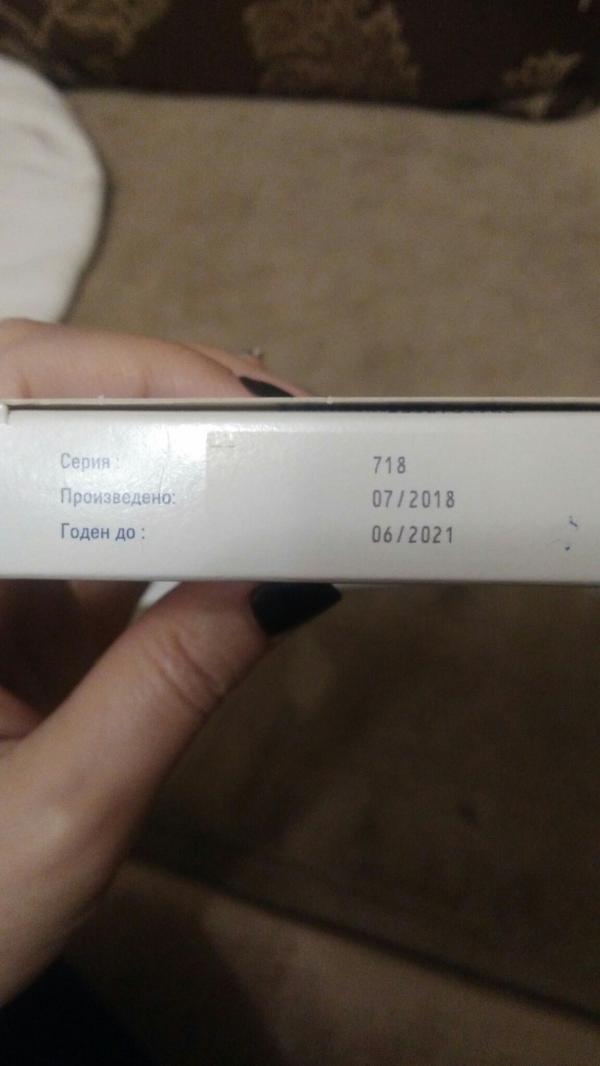 Серия : 718
Произведено: 07/2018
Годен до : 06/2021